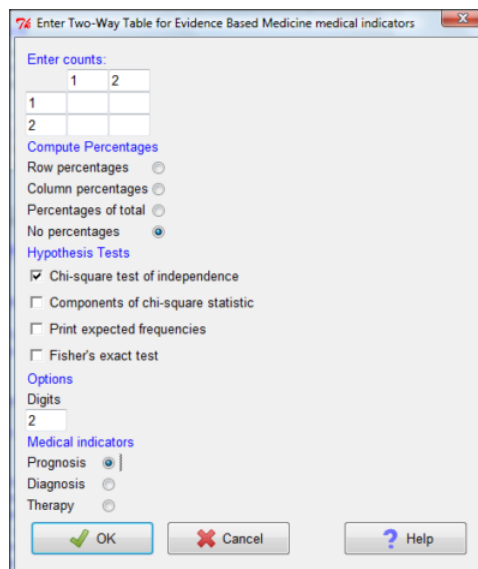 Enter Two-Way Table for Evidence Based Medicine medical indicators
Enter counts:
1 2
1
2
Compute Percentages
Row percentages
Column percentages
Percentages of total
No percentages
Hypothesis Tests
Chi-square test of independence
Components of chi-square statistic
Print expected frequencies
Fisher's exact test
Options
Digits
2
Medical indicators
Prognosis
Diagnosis
Therapy
OK Cancel Help